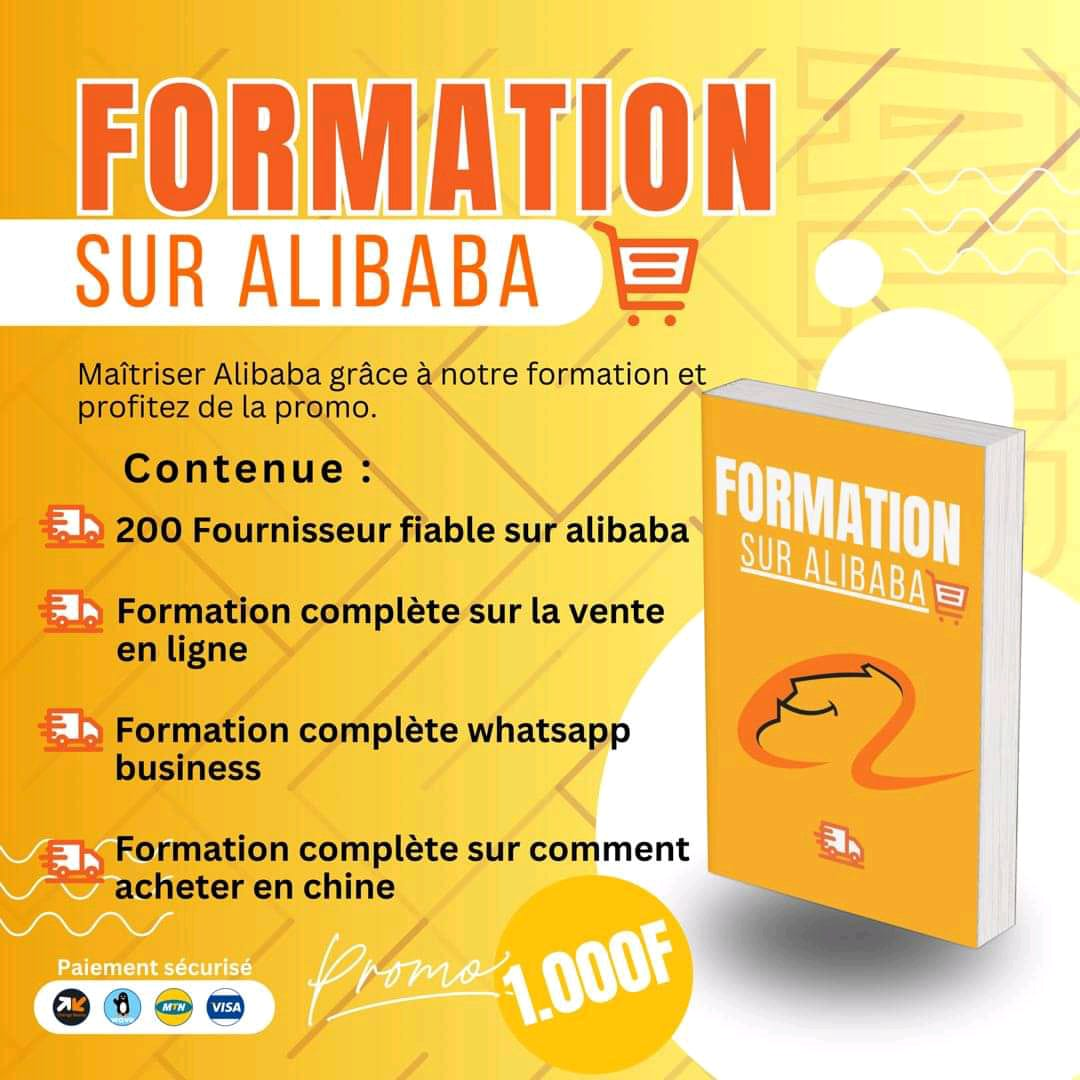 FORMATION
SUR ALIBABA
Maîtriser Alibaba grâce à notre formation et
profitez de la promo.
Contenue :
200 Fournisseur fiable sur alibaba
Formation complète sur la vente
en ligne
Formation complète whatsapp
business
Formation complète sur comment
acheter en chine
FORMATION
SUR ALIBABA
Paiement sécurisé
MTN
VISA
Promo
1.000F